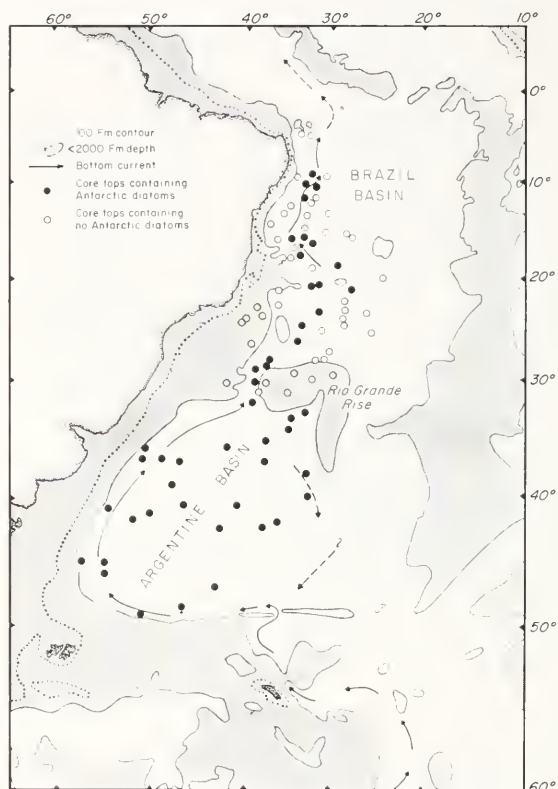 60° 50° 40° 30° 20° 10°
0°
10°
20°
30°
40°
50°
60°
100 Fm contour
<2000 Fm depth
Bottom current
Core tops containing
Antarctic diatoms
Core tops containing
no Antarctic diatoms
BRAZIL
BASIN
Rio Grande
Rise
ARGENTINE BASIN
?